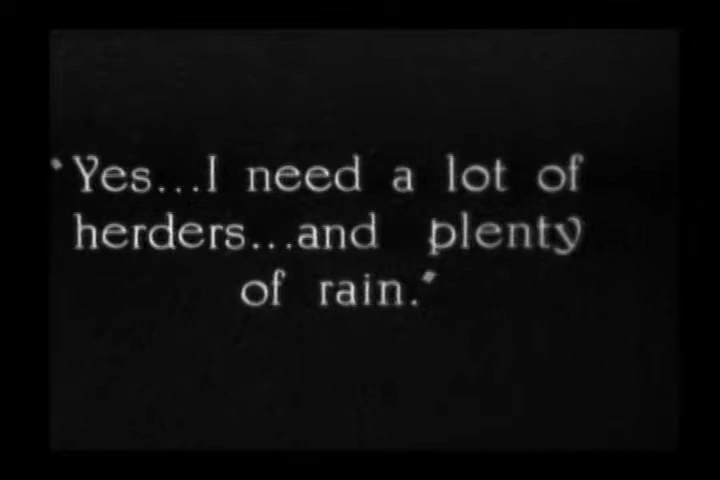 "Yes...I need a lot of
herders...and plenty
of rain."